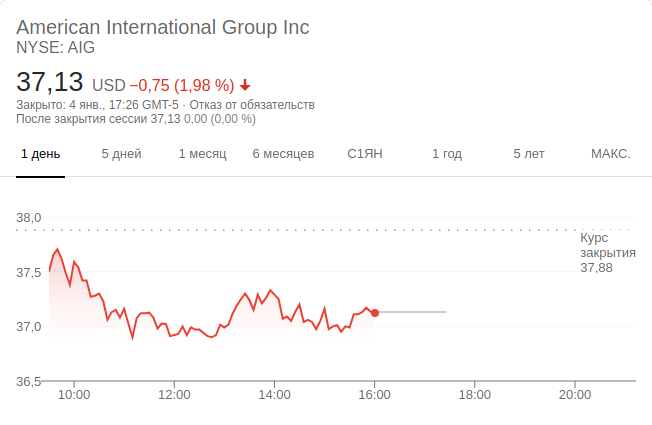 American International Group Inc
NYSE: AIG
37,13 USD −0,75 (1,98 %)
Закрыто: 4 янв., 17:26 GMT-5 · Отказ от обязательств
После закрытия сессии 37,13 0,00 (0,00 %)
1 день 5 дней 1 месяц 6 месяцев С1ЯН 1 год 5 лет МАКС.
38,0
Курс
закрытия
37,88
37,5
37,0
36,5
10:00 12:00 14:00 16:00 18:00 20:00